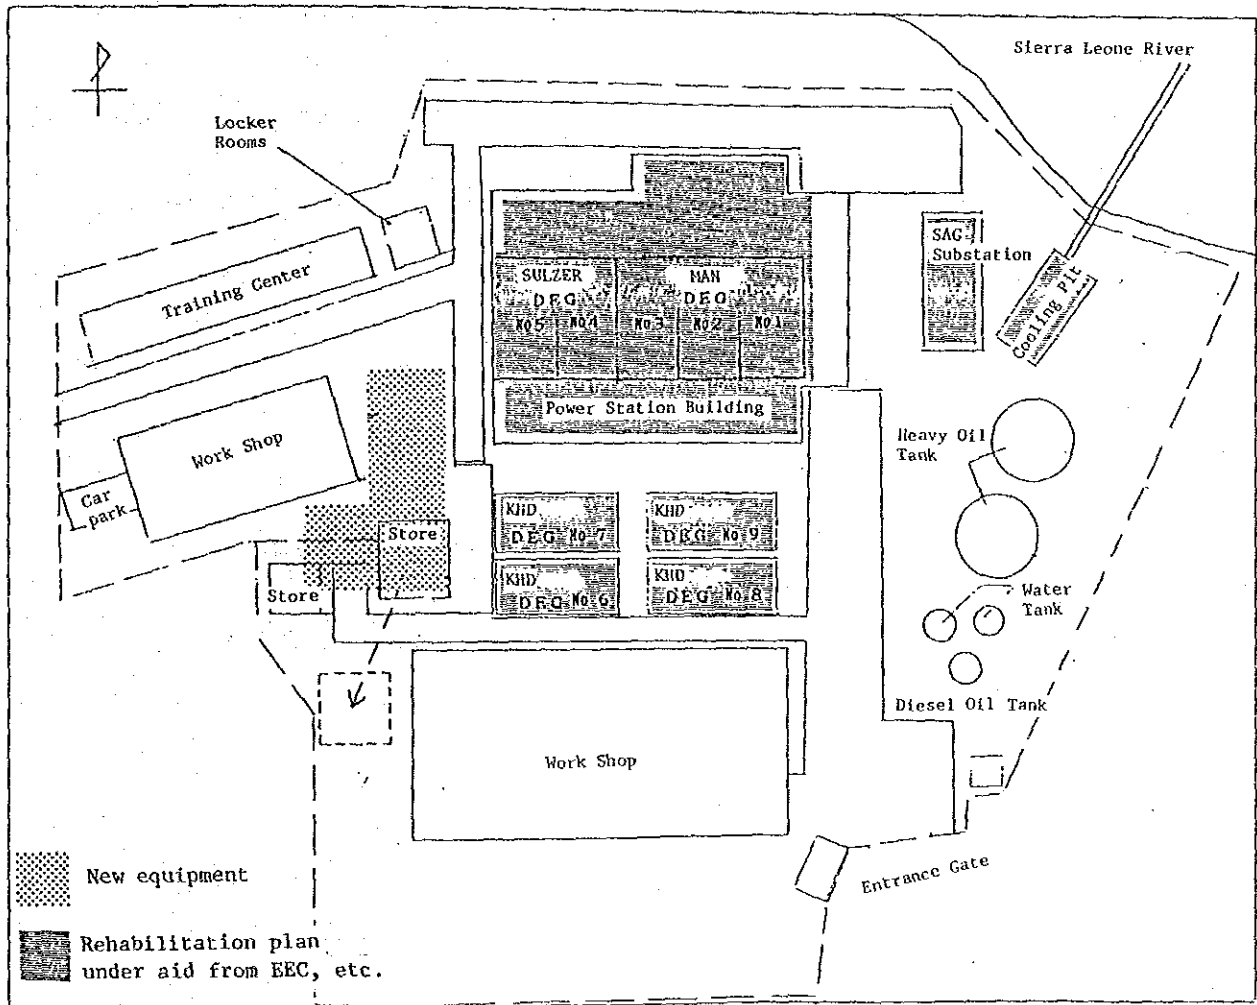 Sierra Leone River
Locker
Rooms
SAG
Substation
Training Center
SULZER
DEG
MAN
DEG
No5
No4
No3
No2
No1
Cooling Pit
Power Station Building
Work Shop
Heavy Oil
Tank
Car
park
KHD
DEG No 7
KHD
DEG No 9
Store
KHD
DEG No 6
KHD
DEG No 8
Store
Water
Tank
Diesel Oil Tank
Work Shop
New equipment
Entrance Gate
Rehabilitation plan
under aid from EEC, etc.